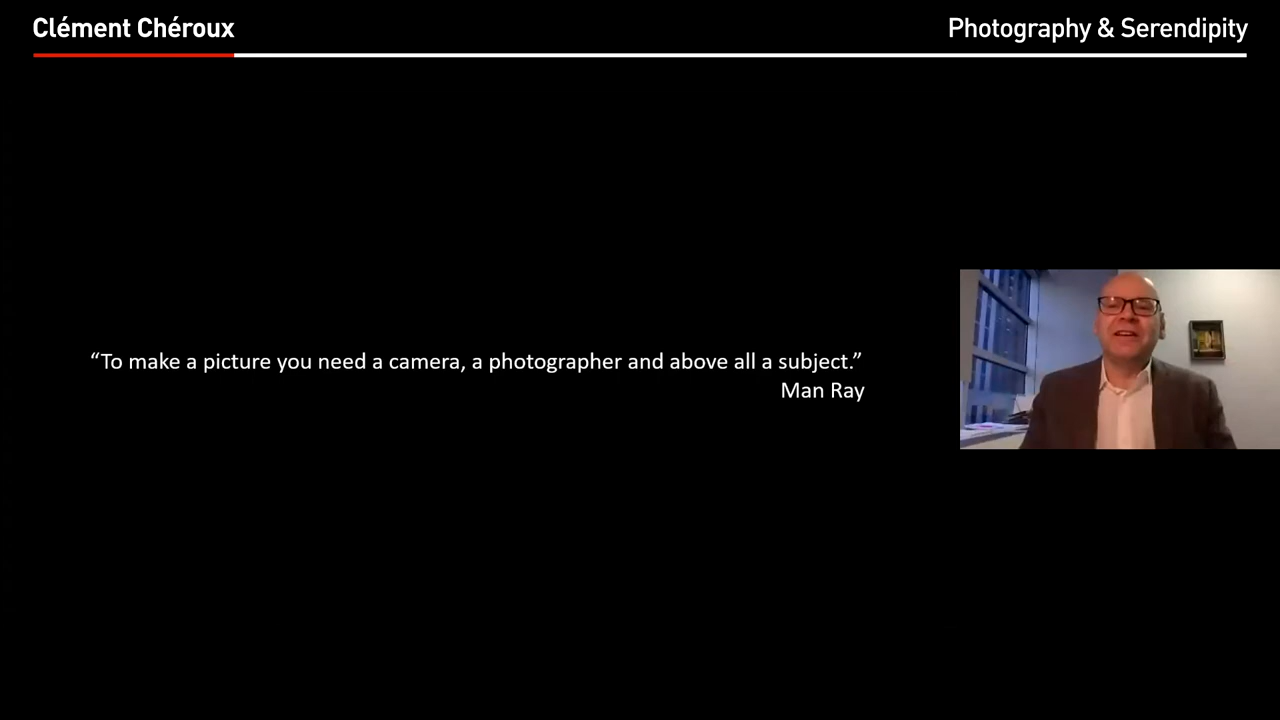 Clément Chéroux
Photography & Serendipity
“To make a picture you need a camera, a photographer and above all a subject.”
Man Ray